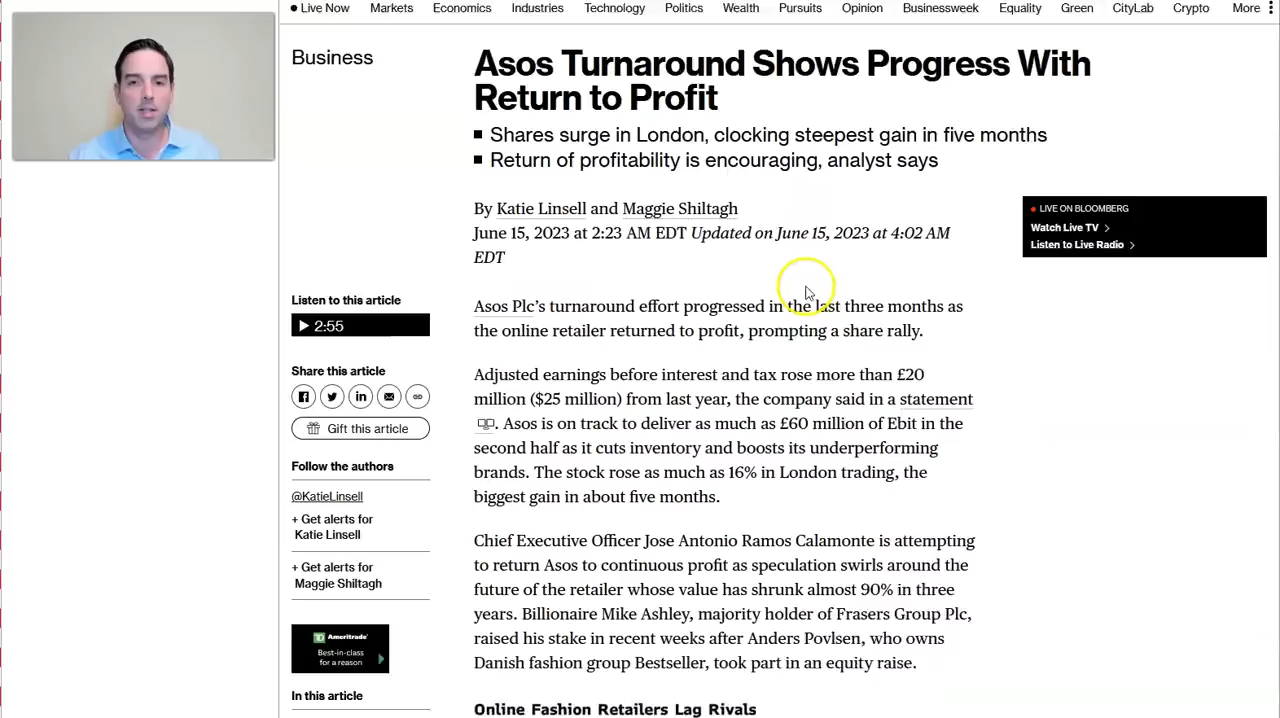 Live Now Markets Economics Industries Technology Politics Wealth Pursuits Opinion Businessweek Equality Green CityLab Crypto More
Business
Asos Turnaround Shows Progress With
Return to Profit
Shares surge in London, clocking steepest gain in five months
Return of profitability is encouraging, analyst says
By Katie Linsell and Maggie Shiltagh
June 15, 2023 at 2:23 AM EDT Updated on June 15, 2023 at 4:02 AM
EDT
LIVE ON BLOOMBERG
Watch Live TV
Listen to Live Radio
Listen to this article
2:55
Share this article
Gift this article
Follow the authors
@KatieLinsell
+ Get alerts for
Katie Linsell
+ Get alerts for
Maggie Shiltagh
Ameritrade
Best-in-class
for a reason
In this article
Asos Plc's turnaround effort progressed in the last three months as
the online retailer returned to profit, prompting a share rally.
Adjusted earnings before interest and tax rose more than £20
million ($25 million) from last year, the company said in a statement
. Asos is on track to deliver as much as £60 million of Ebit in the
second half as it cuts inventory and boosts its underperforming
brands. The stock rose as much as 16% in London trading, the
biggest gain in about five months.
Chief Executive Officer Jose Antonio Ramos Calamonte is attempting
to return Asos to continuous profit as speculation swirls around the
future of the retailer whose value has shrunk almost 90% in three
years. Billionaire Mike Ashley, majority holder of Frasers Group Plc,
raised his stake in recent weeks after Anders Povlsen, who owns
Danish fashion group Bestseller, took part in an equity raise.
Online Fashion Retailers Lag Rivals